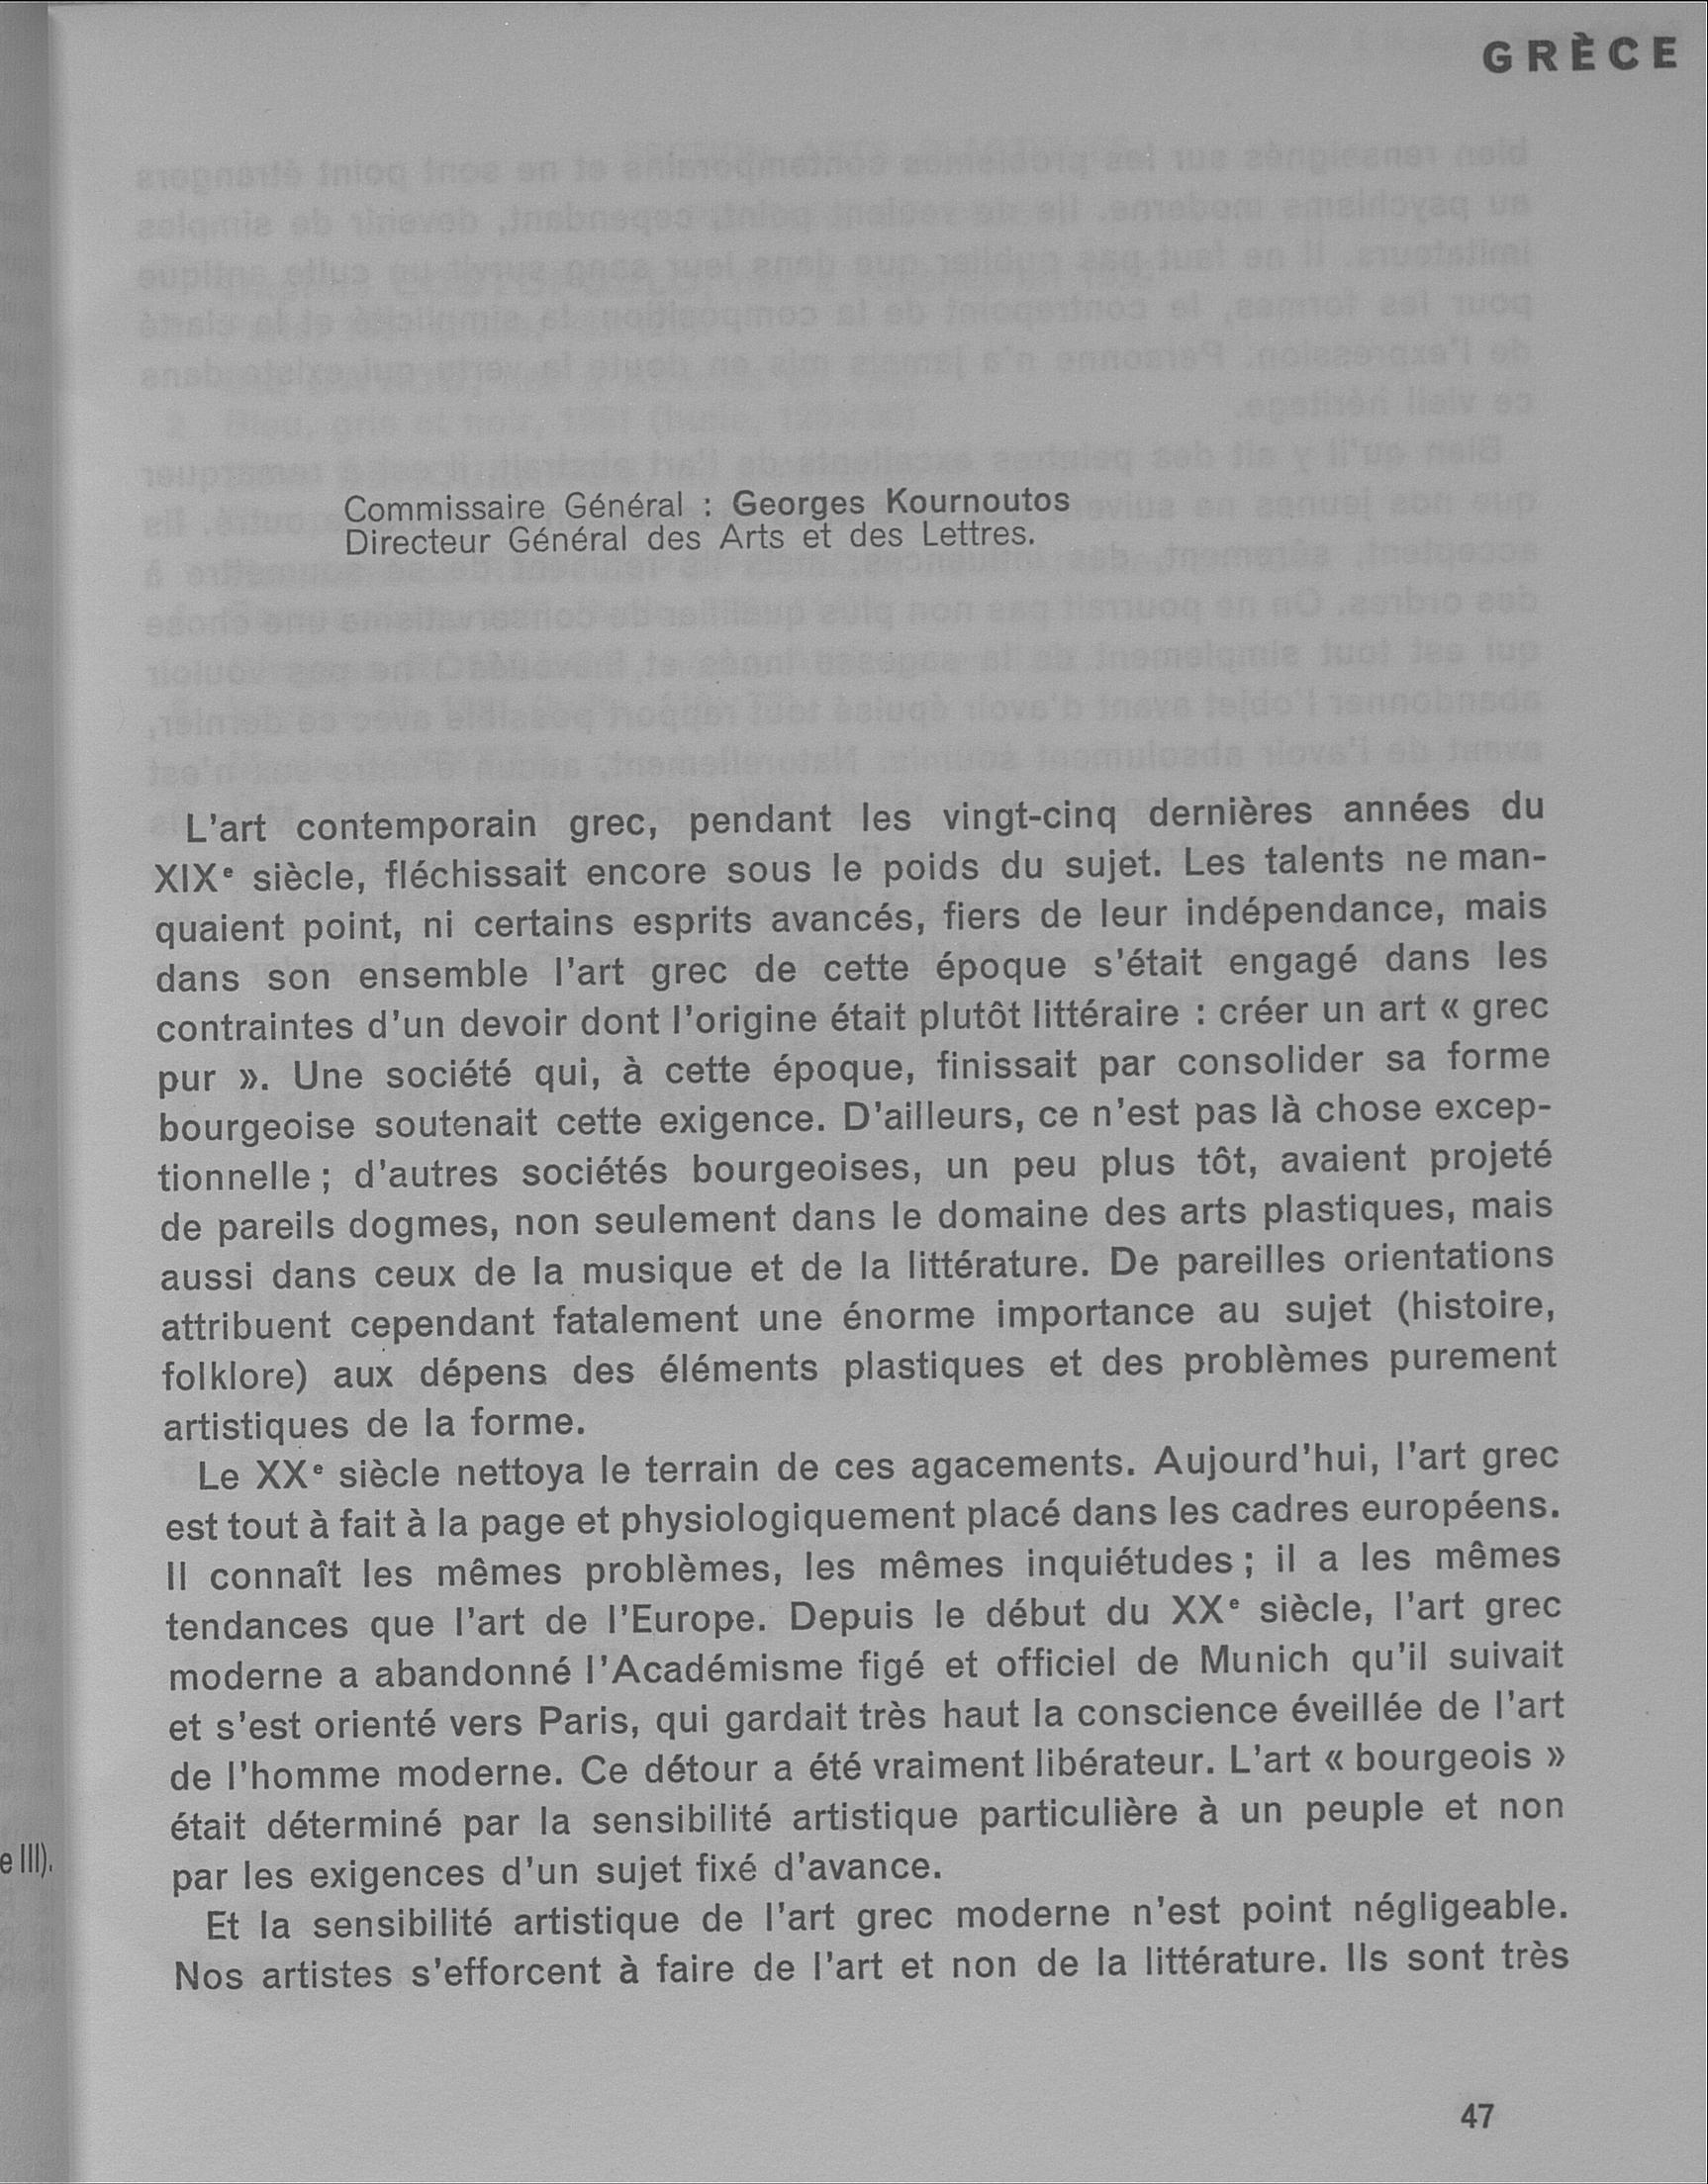 GRÈCE
Commissaire Général : Georges Kournoutos
Directeur Général des Arts et des Lettres.
L'art contemporain grec, pendant les vingt-cinq dernières années du
XIXe siècle, fléchissait encore sous le poids du sujet. Les talents ne man-
quaient point, ni certains esprits avancés, fiers de leur indépendance, mais
dans son ensemble l'art grec de cette époque s'était engagé dans les
contraintes d'un devoir dont l'origine était plutôt littéraire : créer un art « grec
pur ». Une société qui, à cette époque, finissait par consolider sa forme
bourgeoise soutenait cette exigence. D'ailleurs, ce n'est pas là chose excep-
tionnelle ; d'autres sociétés bourgeoises, un peu plus tôt, avaient projeté
de pareils dogmes, non seulement dans le domaine des arts plastiques, mais
aussi dans ceux de la musique et de la littérature. De pareilles orientations
attribuent cependant fatalement une énorme importance au sujet (histoire,
folklore) aux dépens des éléments plastiques et des problèmes purement
artistiques de la forme.
Le XXe siècle nettoya le terrain de ces agacements. Aujourd'hui, l'art grec
est tout à fait à la page et physiologiquement placé dans les cadres européens.
Il connaît les mêmes problèmes, les mêmes inquiétudes ; il a les mêmes
tendances que l'art de l'Europe. Depuis le début du XXe siècle, l'art grec
moderne a abandonné l'Académisme figé et officiel de Munich qu'il suivait
et s'est orienté vers Paris, qui gardait très haut la conscience éveillée de l'art
de l'homme moderne. Ce détour a été vraiment libérateur. L'art « bourgeois »
était déterminé par la sensibilité artistique particulière à un peuple et non
par les exigences d'un sujet fixé d'avance.
Et la sensibilité artistique de l'art grec moderne n'est point négligeable.
Nos artistes s'efforcent à faire de l'art et non de la littérature. Ils sont très
e III).
47